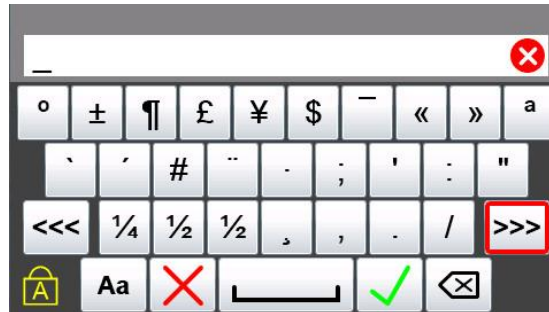 _
º ± ¶ £ ¥ $ ¯ « » ª
` ´ # ¨ · ; ' : "
<<< ¼ ½ ½ ¸ , . / >>>
A Aa